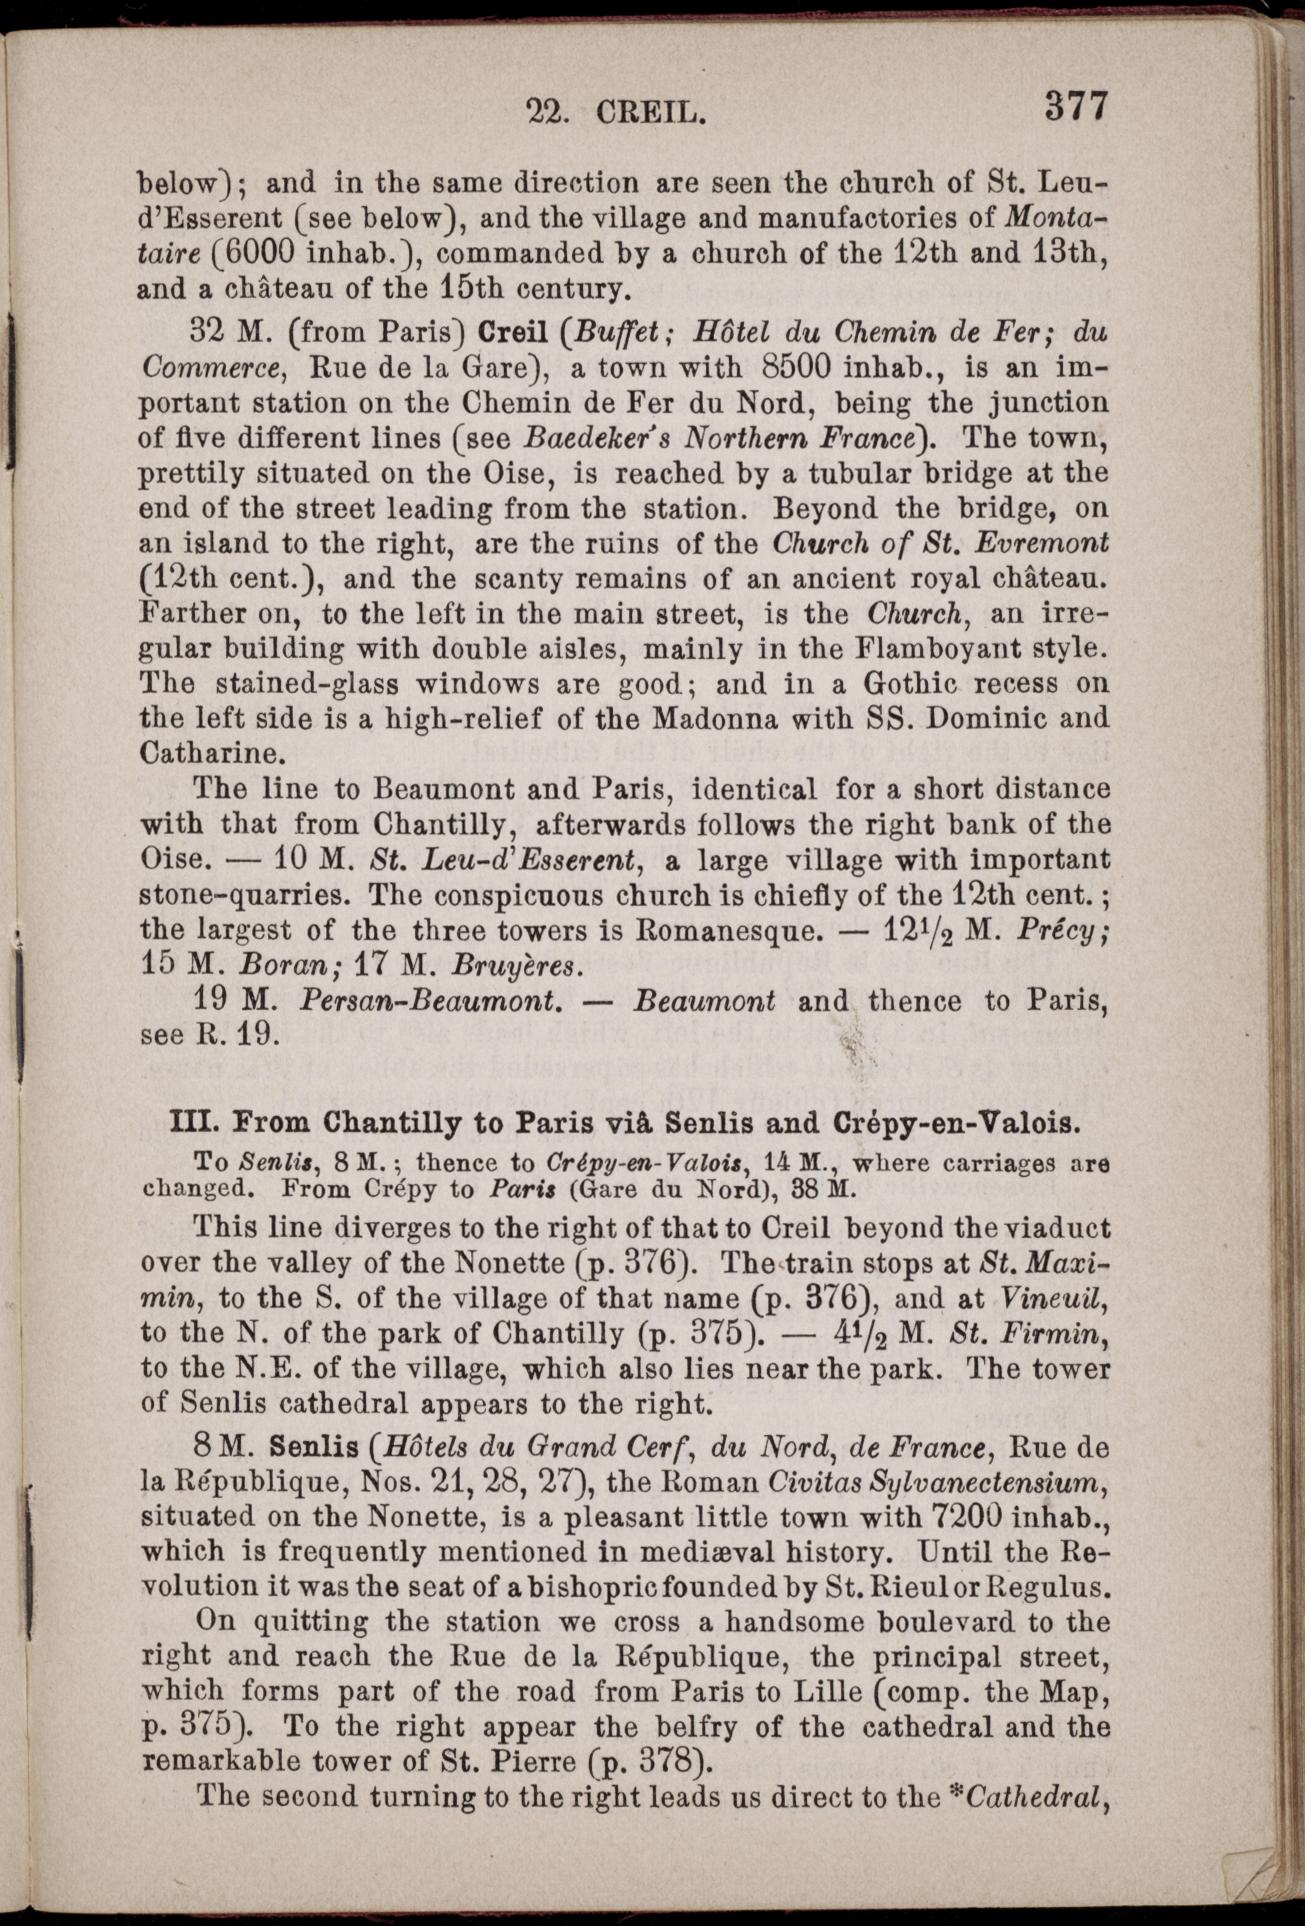 22. CREIL. 377
below); and in the same direction are seen the church of St. Leu-
d'Esserent (see below), and the village and manufactories of Monta-
taire (6000 inhab.), commanded by a church of the 12th and 13th,
and a château of the 15th century.
32 M. (from Paris) Creil (Buffet; Hôtel du Chemin de Fer; du
Commerce, Rue de la Gare), a town with 8500 inhab., is an im-
portant station on the Chemin de Fer du Nord, being the junction
of five different lines (see Baedeker's Northern France). The town,
prettily situated on the Oise, is reached by a tubular bridge at the
end of the street leading from the station. Beyond the bridge, on
an island to the right, are the ruins of the Church of St. Evremont
(12th cent.), and the scanty remains of an ancient royal château.
Farther on, to the left in the main street, is the Church, an irre-
gular building with double aisles, mainly in the Flamboyant style.
The stained-glass windows are good; and in a Gothic recess on
the left side is a high-relief of the Madonna with SS. Dominic and
Catharine.
The line to Beaumont and Paris, identical for a short distance
with that from Chantilly, afterwards follows the right bank of the
Oise. — 10 M. St. Leu-d'Esserent, a large village with important
stone-quarries. The conspicuous church is chiefly of the 12th cent.;
the largest of the three towers is Romanesque. — 12½ M. Précy;
15 M. Boran; 17 M. Bruyères.
19 M. Persan-Beaumont. — Beaumont and thence to Paris,
see R. 19.
III. From Chantilly to Paris viâ Senlis and Crépy-en-Valois.
To Senlis, 8 M.; thence to Crépy-en-Valois, 14 M., where carriages are
changed. From Crépy to Paris (Gare du Nord), 38 M.
This line diverges to the right of that to Creil beyond the viaduct
over the valley of the Nonette (p. 376). The train stops at St. Maxi-
min, to the S. of the village of that name (p. 376), and at Vineuil,
to the N. of the park of Chantilly (p. 375). — 4½ M. St. Firmin,
to the N.E. of the village, which also lies near the park. The tower
of Senlis cathedral appears to the right.
8 M. Senlis (Hôtels du Grand Cerf, du Nord, de France, Rue de
la République, Nos. 21, 28, 27), the Roman Civitas Sylvanectensium,
situated on the Nonette, is a pleasant little town with 7200 inhab.,
which is frequently mentioned in mediæval history. Until the Re-
volution it was the seat of a bishopric founded by St. Rieul or Regulus.
On quitting the station we cross a handsome boulevard to the
right and reach the Rue de la République, the principal street,
which forms part of the road from Paris to Lille (comp. the Map,
p. 375). To the right appear the belfry of the cathedral and the
remarkable tower of St. Pierre (p. 378).
The second turning to the right leads us direct to the *Cathedral,